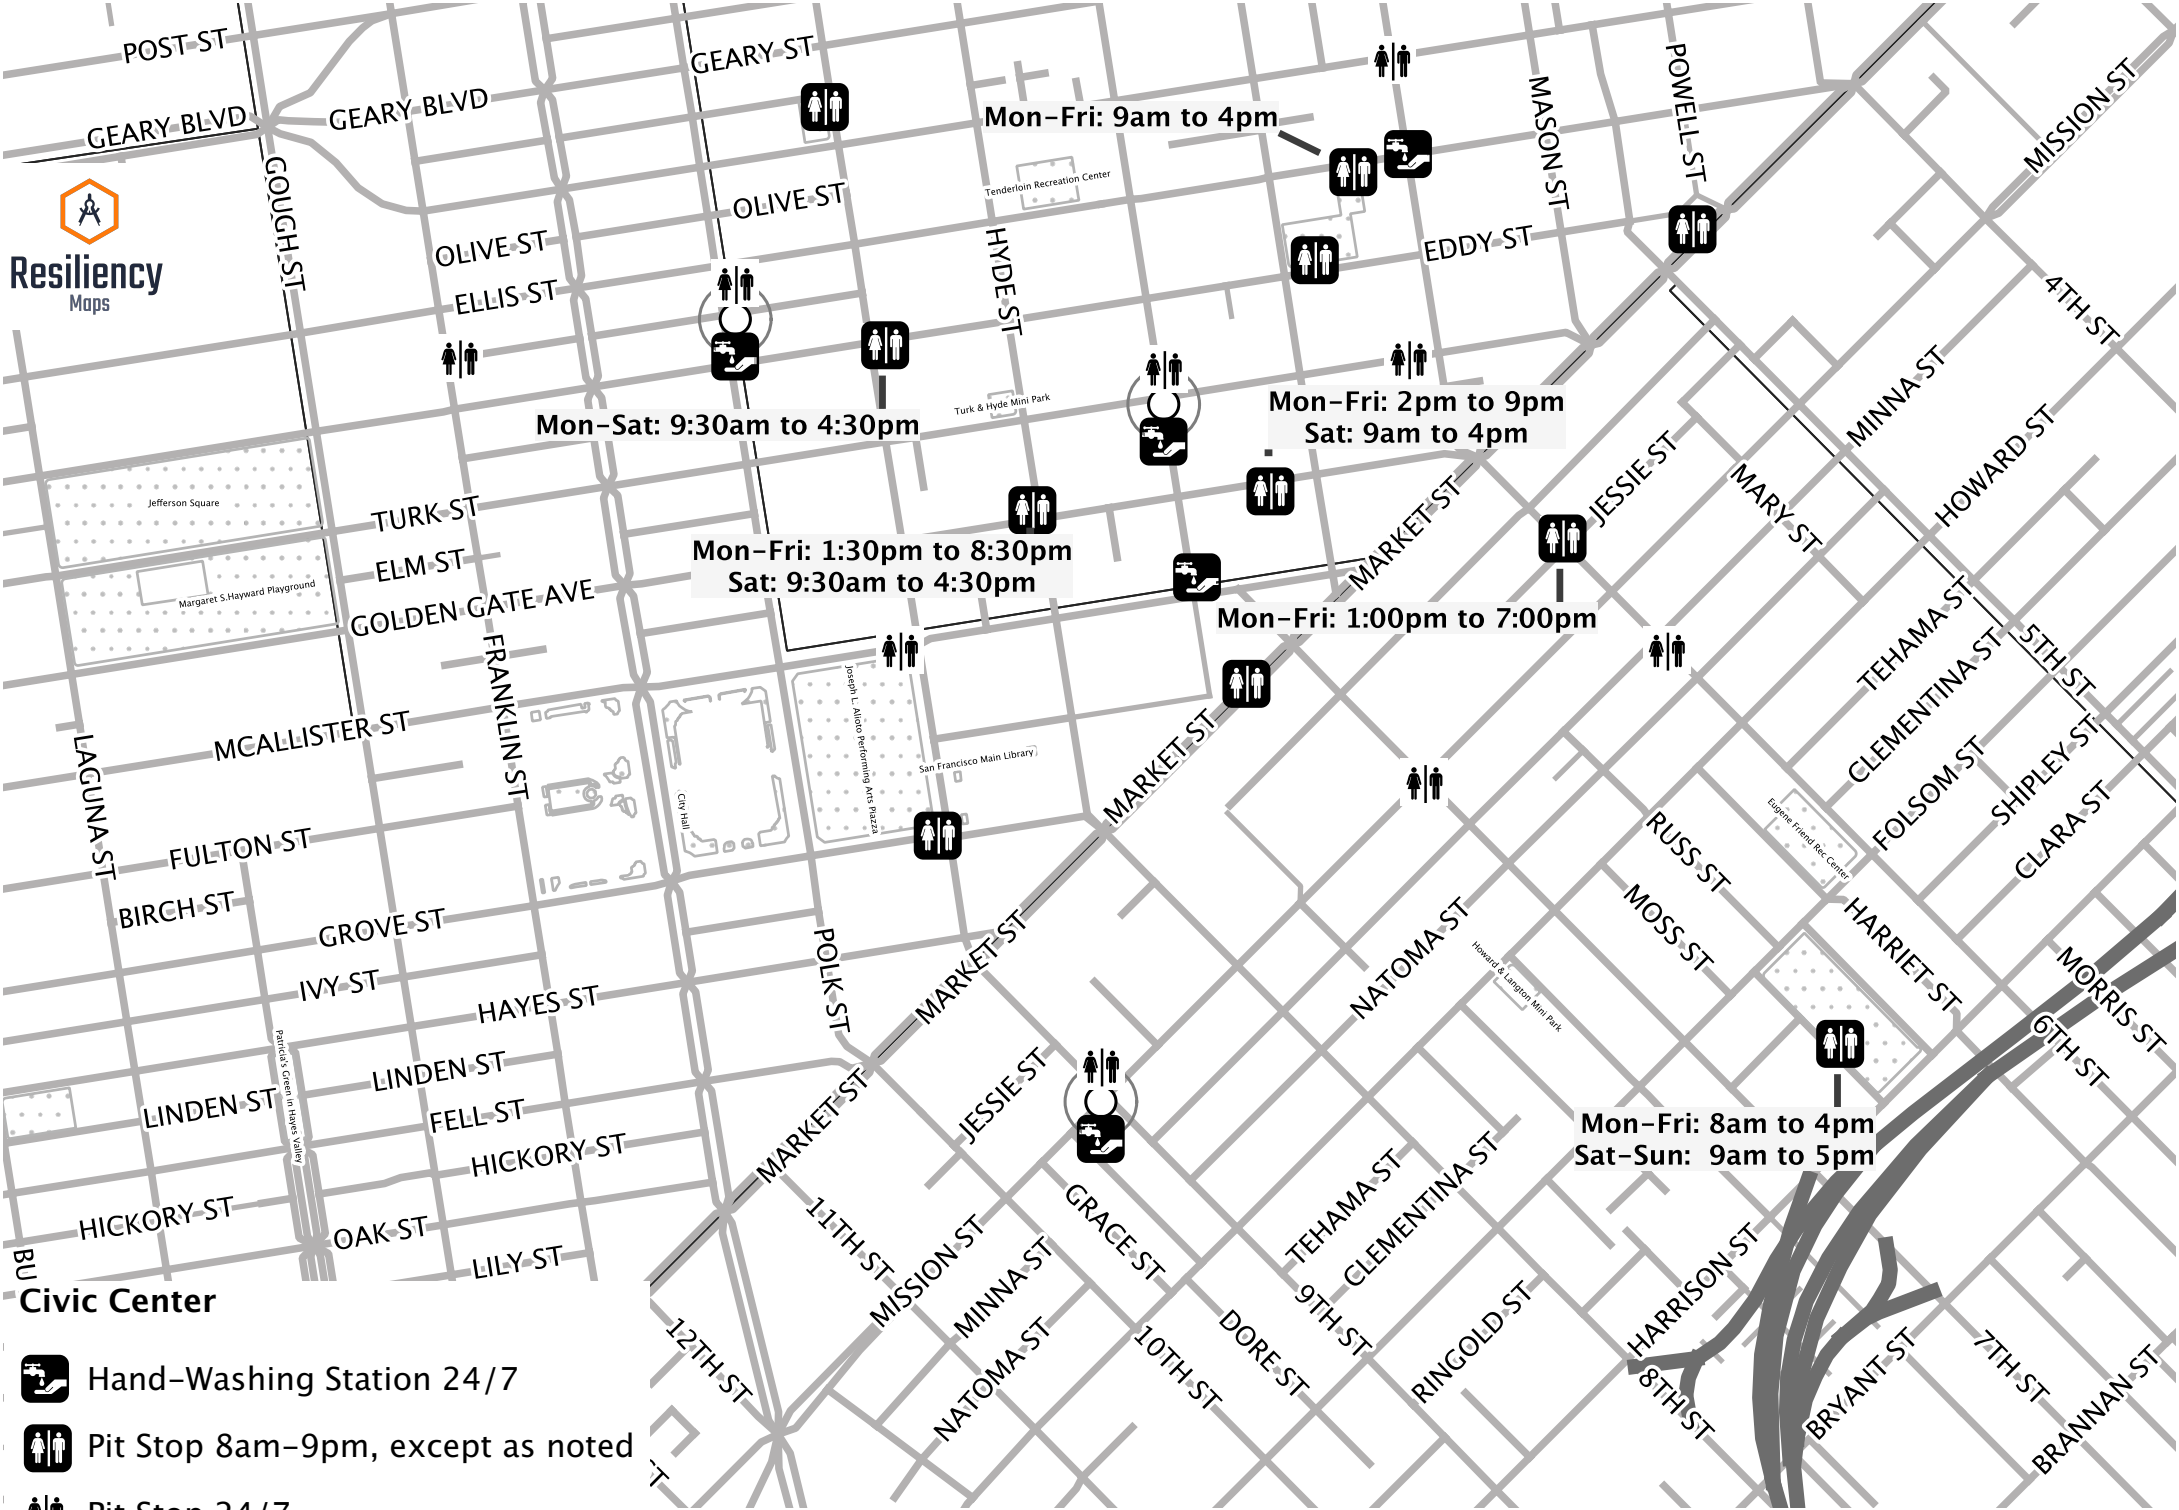 POST ST
GEARY ST
GEARY BLVD
GEARY BLVD
MASON ST
POWELL ST
MISSION ST
Mon-Fri: 9am to 4pm
GOUGH ST
Tenderloin Recreation Center
OLIVE ST
OLIVE ST
HYDE ST
EDDY ST
Resiliency
Maps
ELLIS ST
4TH ST
MINNA ST
Turk & Hyde Mini Park
Mon-Sat: 9:30am to 4:30pm
Mon-Fri: 2pm to 9pm
Sat: 9am to 4pm
JESSIE ST
HOWARD ST
MARY ST
Jefferson Square
TURK ST
MARKET ST
ELM ST
Mon-Fri: 1:30pm to 8:30pm
Sat: 9:30am to 4:30pm
Margaret S.Hayward Playground
GOLDEN GATE AVE
Mon-Fri: 1:00pm to 7:00pm
TEHAMA ST
CLEMENTINA ST
5TH ST
FRANKLIN ST
Joseph L. Alioto Performing Arts Piazza
MCALLISTER ST
San Francisco Main Library
MARKET ST
City Hall
LAGUNA ST
FOLSOM ST
SHIPLEY ST
CLARA ST
Eugene Friend Rec Center
RUSS ST
FULTON ST
BIRCH ST
GROVE ST
MOSS ST
HARRIET ST
NATOMA ST
MARKET ST
POLK ST
Howard & Langton Mini Park
IVY ST
HAYES ST
MORRIS ST
6TH ST
Patricia's Green in Hayes Valley
LINDEN ST
LINDEN ST
FELL ST
JESSIE ST
MARKET ST
Mon-Fri: 8am to 4pm
Sat-Sun: 9am to 5pm
HICKORY ST
HICKORY ST
OAK ST
LILY ST
BU
11TH ST
MISSION ST
GRACE ST
TEHAMA ST
CLEMENTINA ST
MINNA ST
NATOMA ST
9TH ST
DORE ST
10TH ST
12TH ST
RINGOLD ST
HARRISON ST
8TH ST
BRYANT ST
7TH ST
BRANNAN ST
Civic Center
Hand-Washing Station 24/7
Pit Stop 8am-9pm, except as noted
Pit Stop 24/7